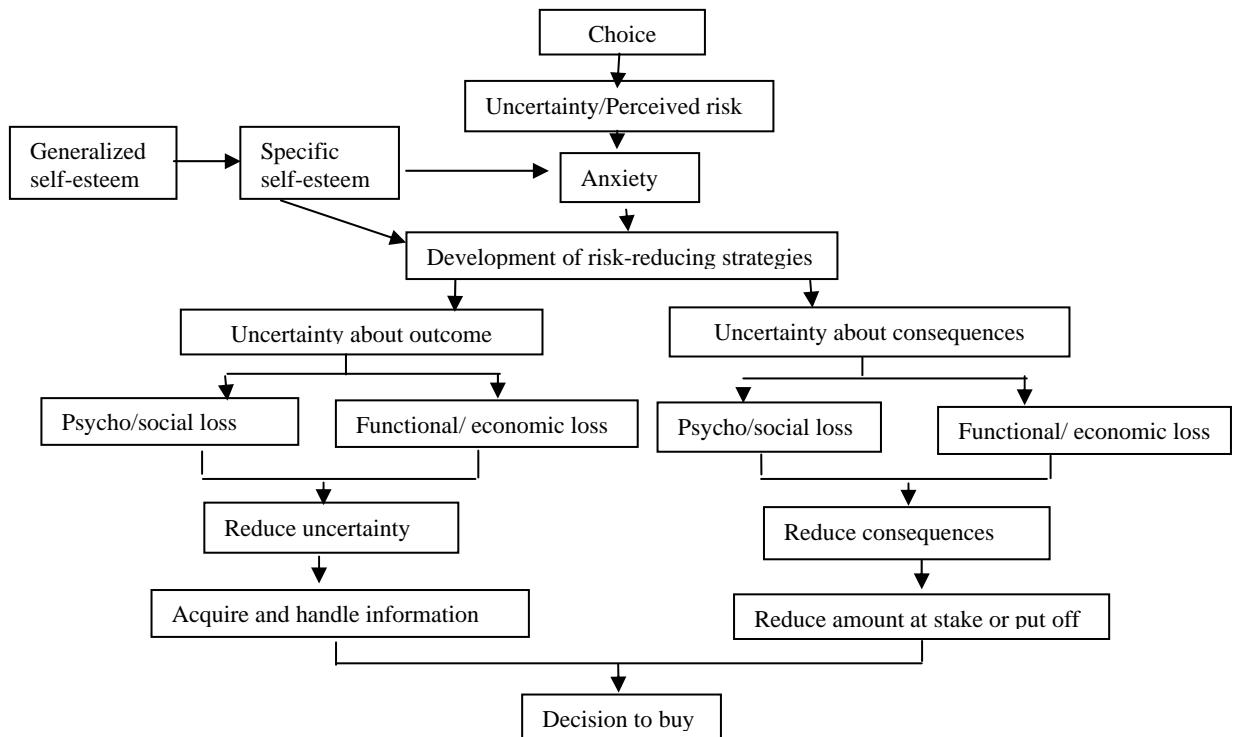 Choice
Uncertainty/Perceived risk
Generalized
self-esteem
Specific
self-esteem
Anxiety
Development of risk-reducing strategies
Uncertainty about outcome
Uncertainty about consequences
Psycho/social loss
Functional/ economic loss
Psycho/social loss
Functional/ economic loss
Reduce uncertainty
Reduce consequences
Acquire and handle information
Reduce amount at stake or put off
Decision to buy